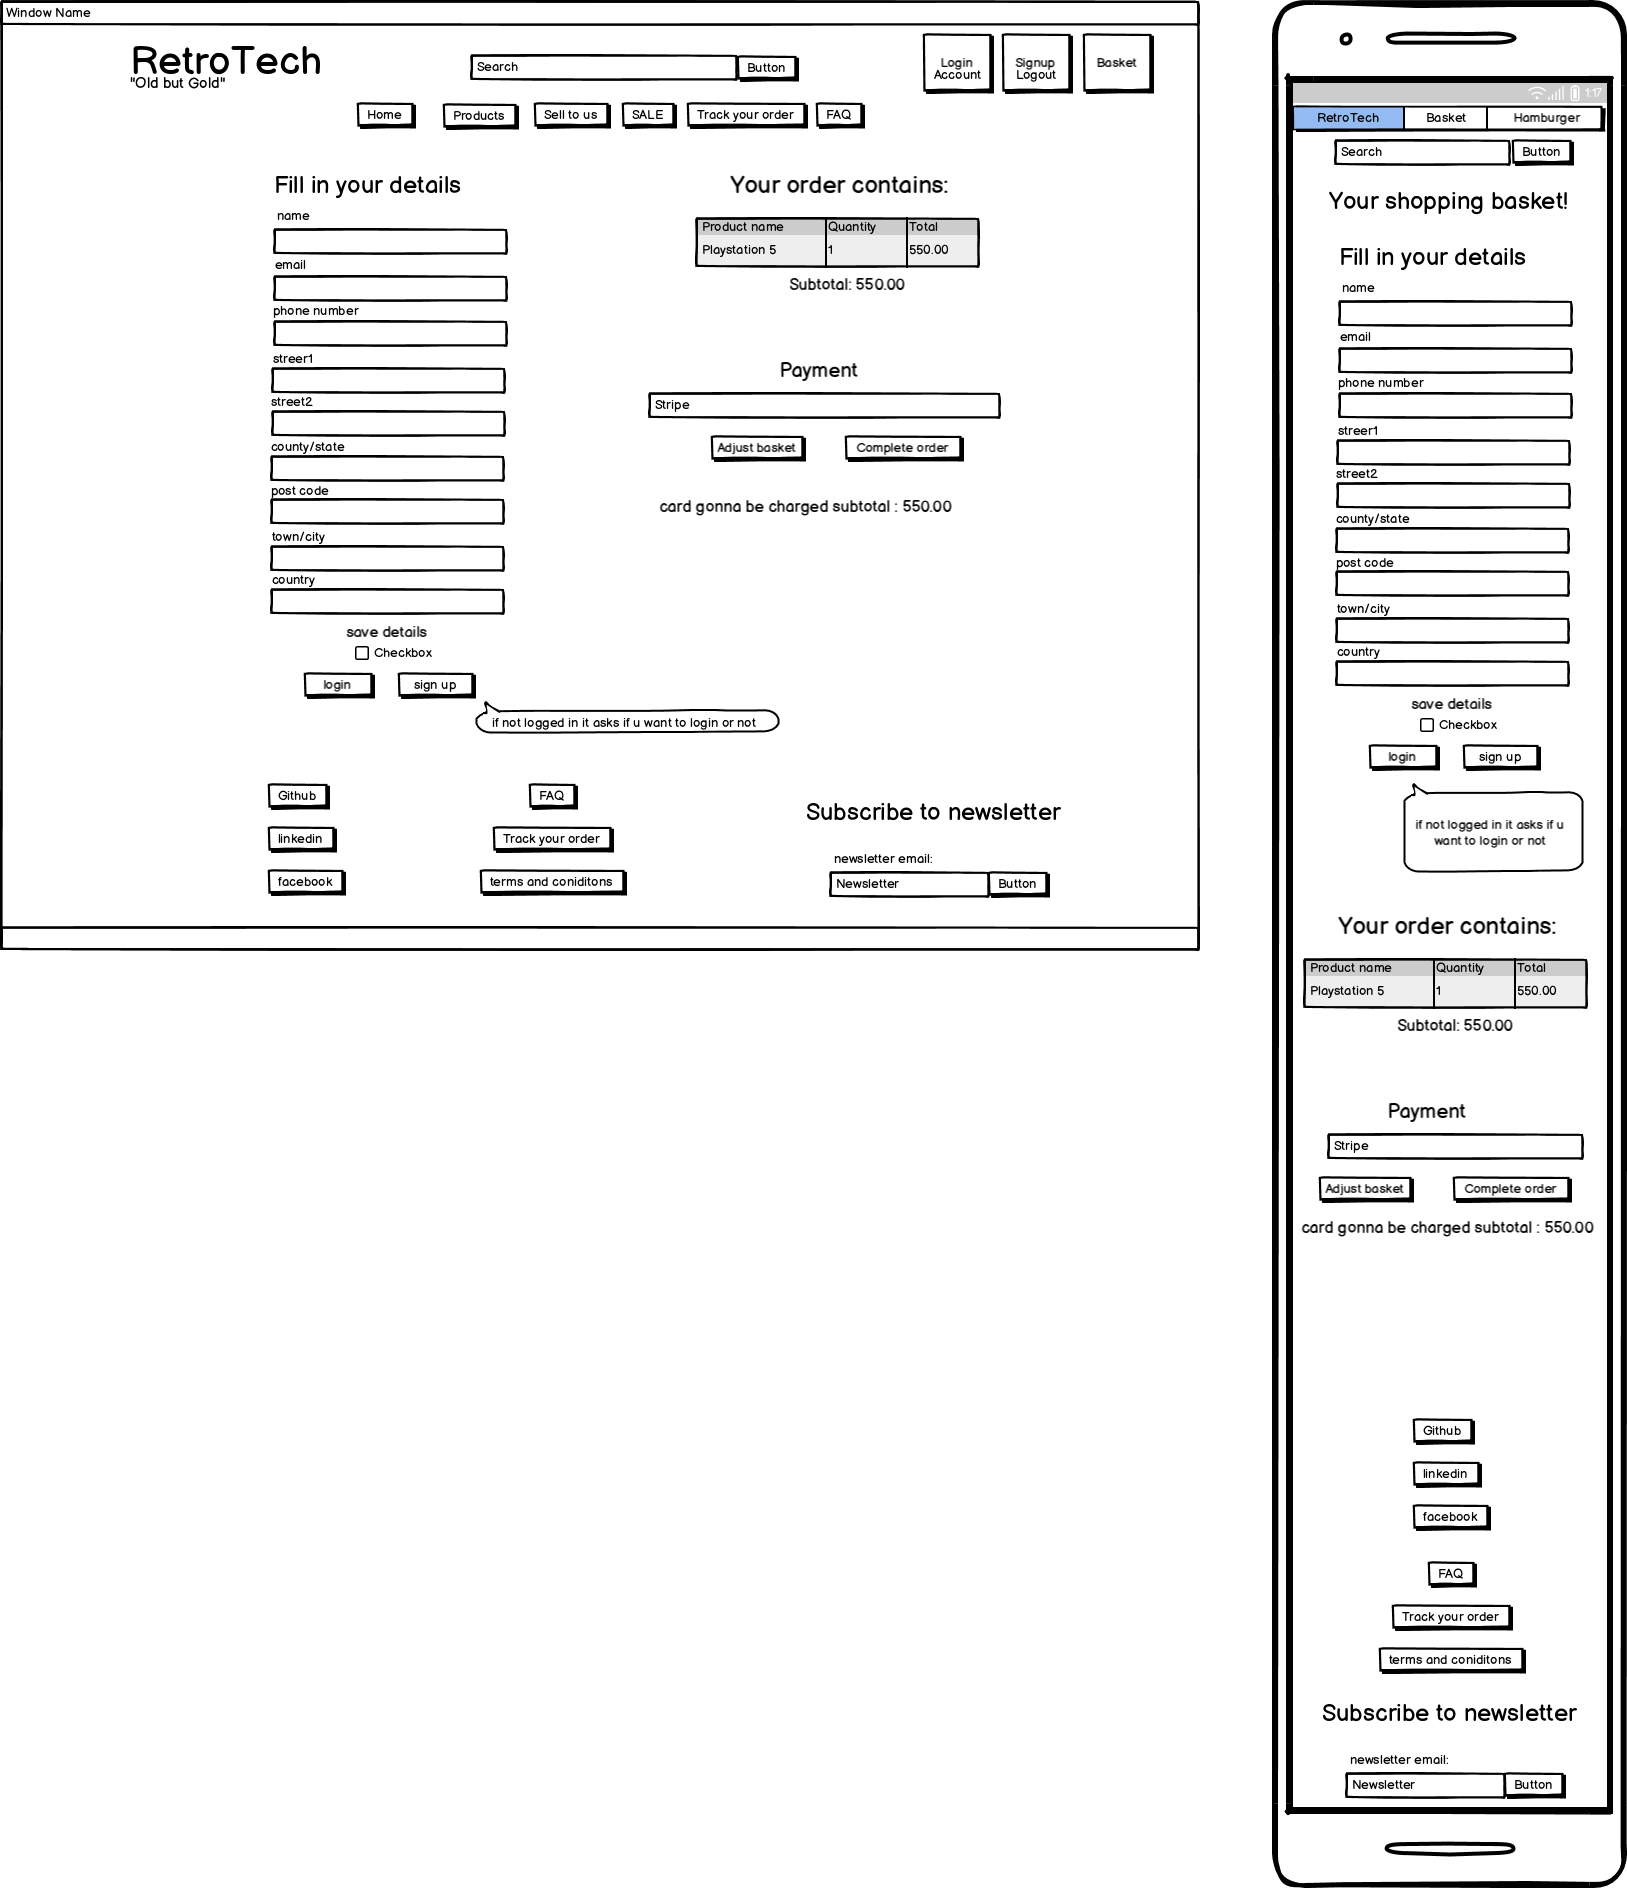 Window Name
RetroTech
"Old but Gold"
Search
Button
Login
Account
Signup
Logout
Basket
Home
Products
Sell to us
SALE
Track your order
FAQ
Fill in your details
name
email
phone number
streer1
street2
county/state
post code
town/city
country
save details
Checkbox
login
sign up
if not logged in it asks if u want to login or not
Your order contains:
Product name Quantity Total
Playstation 5 1 550.00
Subtotal: 550.00
Payment
Stripe
Adjust basket
Complete order
card gonna be charged subtotal : 550.00
Github
linkedin
facebook
FAQ
Track your order
terms and coniditons
Subscribe to newsletter
newsletter email:
Newsletter
Button
1:17
RetroTech
Basket
Hamburger
Search
Button
Your shopping basket!
Fill in your details
name
email
phone number
streer1
street2
county/state
post code
town/city
country
save details
Checkbox
login
sign up
if not logged in it asks if u
want to login or not
Your order contains:
Product name Quantity Total
Playstation 5 1 550.00
Subtotal: 550.00
Payment
Stripe
Adjust basket
Complete order
card gonna be charged subtotal : 550.00
Github
linkedin
facebook
FAQ
Track your order
terms and coniditons
Subscribe to newsletter
newsletter email:
Newsletter
Button